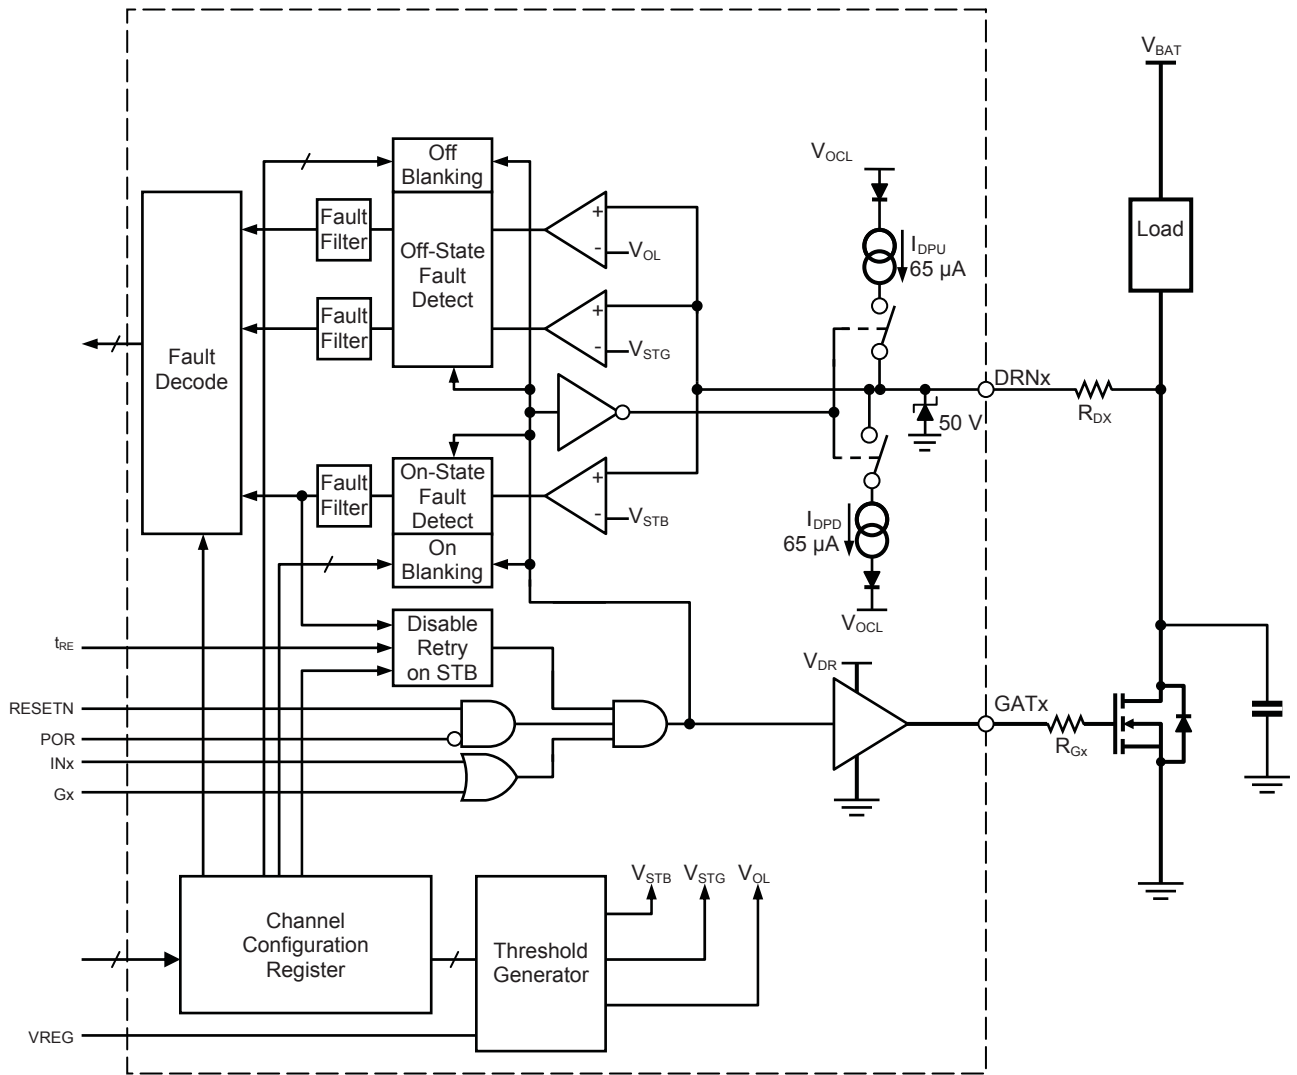 V_BAT
Off
Blanking
V_OCL
Fault
Filter
+
-
V_OL
Load
I_DPU
65 µA
Off-State
Fault
Detect
Fault
Filter
+
-
V_STG
Fault
Decode
DRNx
R_DX
50 V
Fault
Filter
On-State
Fault
Detect
+
-
V_STB
I_DPD
65 µA
On
Blanking
V_OCL
t_RE
Disable
Retry
on STB
V_DR
RESETN
POR
INx
Gx
GATx
R_Gx
V_STB
V_STG
V_OL
Channel
Configuration
Register
Threshold
Generator
VREG